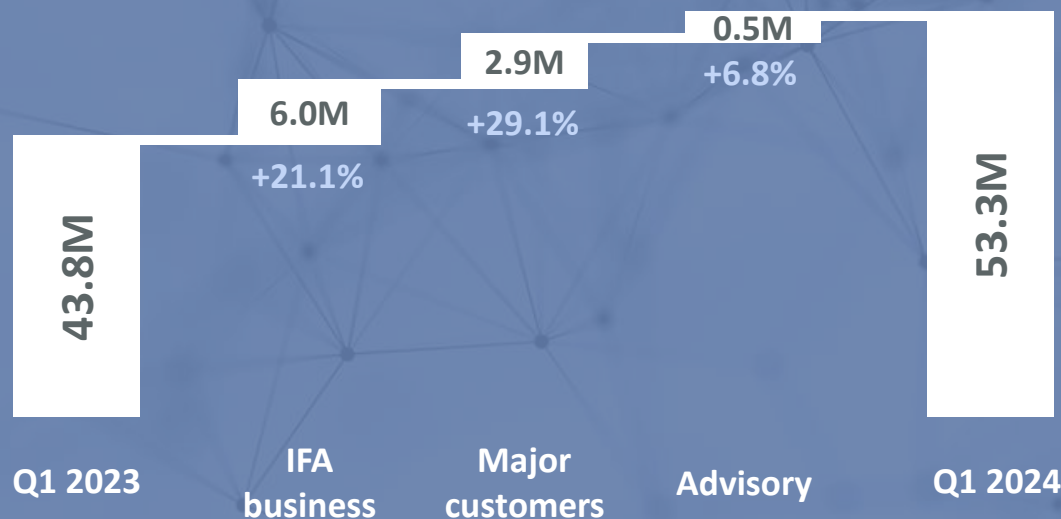 43.8M
6.0M
+21.1%
2.9M
+29.1%
0.5M
+6.8%
53.3M
Q1 2023
IFA
business
Major
customers
Advisory
Q1 2024